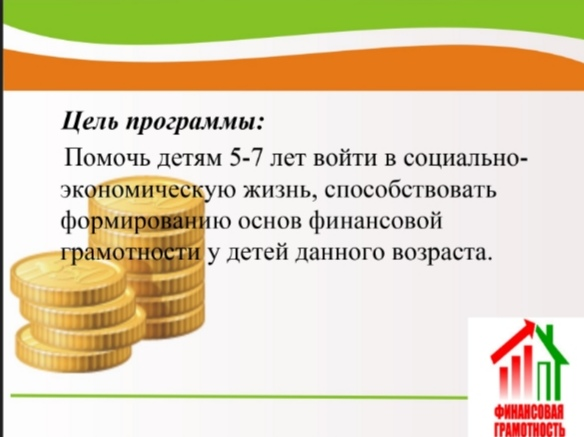 Цель программы:
Помочь детям 5-7 лет войти в социально-
экономическую жизнь, способствовать
формированию основ финансовой
грамотности у детей данного возраста.
ФИНАНСОВАЯ
ГРАМОТНОСТЬ